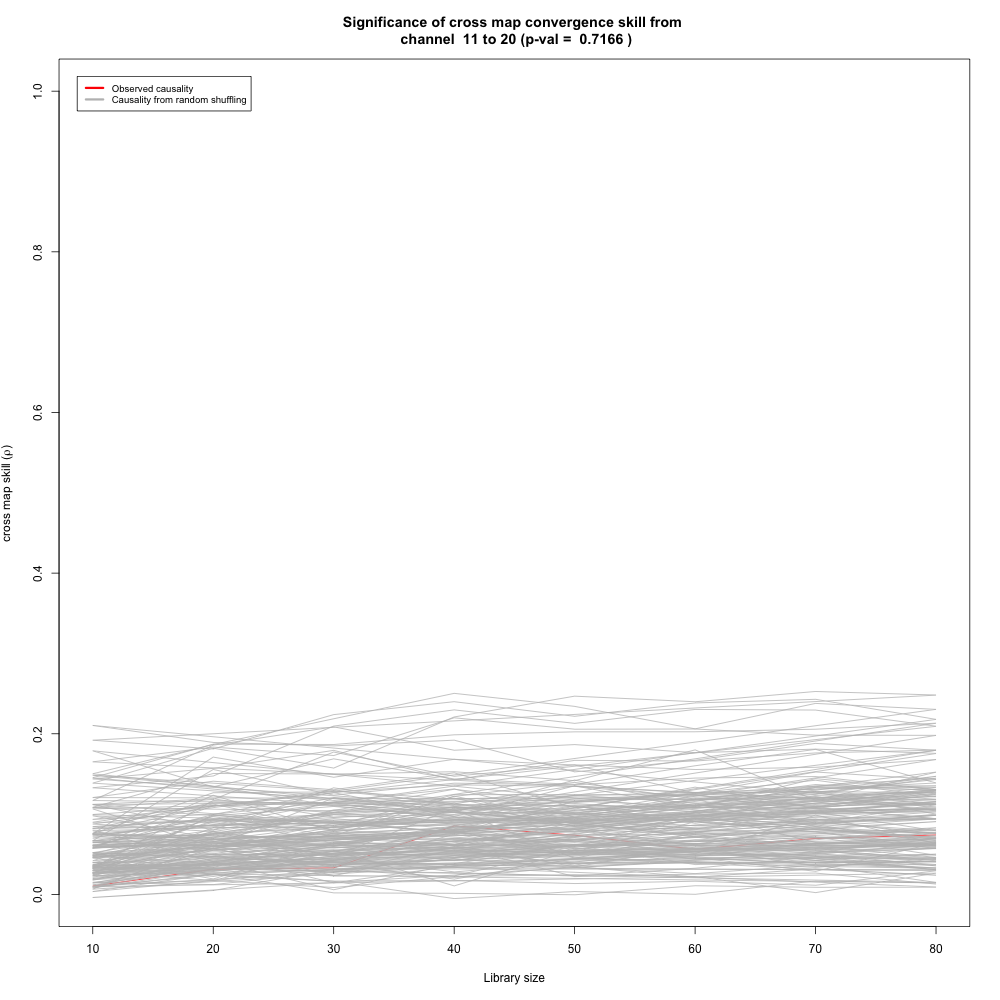 Significance of cross map convergence skill from
channel  11 to 20 (p-val =  0.7166 )
Observed causality
Causality from random shuffling
1.0
0.8
0.6
0.4
0.2
0.0
cross map skill (ρ)
10 20 30 40 50 60 70 80
Library size